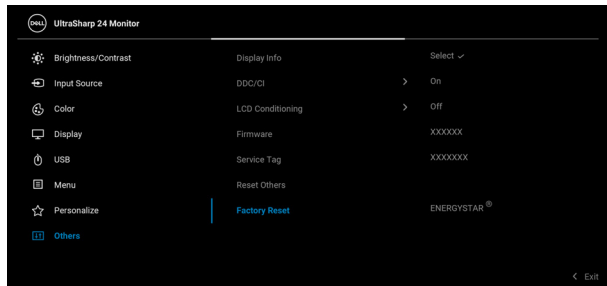 DELL UltraSharp 24 Monitor
Brightness/Contrast
Input Source
Color
Display
USB
Menu
Personalize
Others
Display Info
Select
DDC/CI
On
LCD Conditioning
Off
Firmware
XXXXXX
Service Tag
XXXXXXX
Reset Others
Factory Reset
ENERGYSTAR ®
Exit